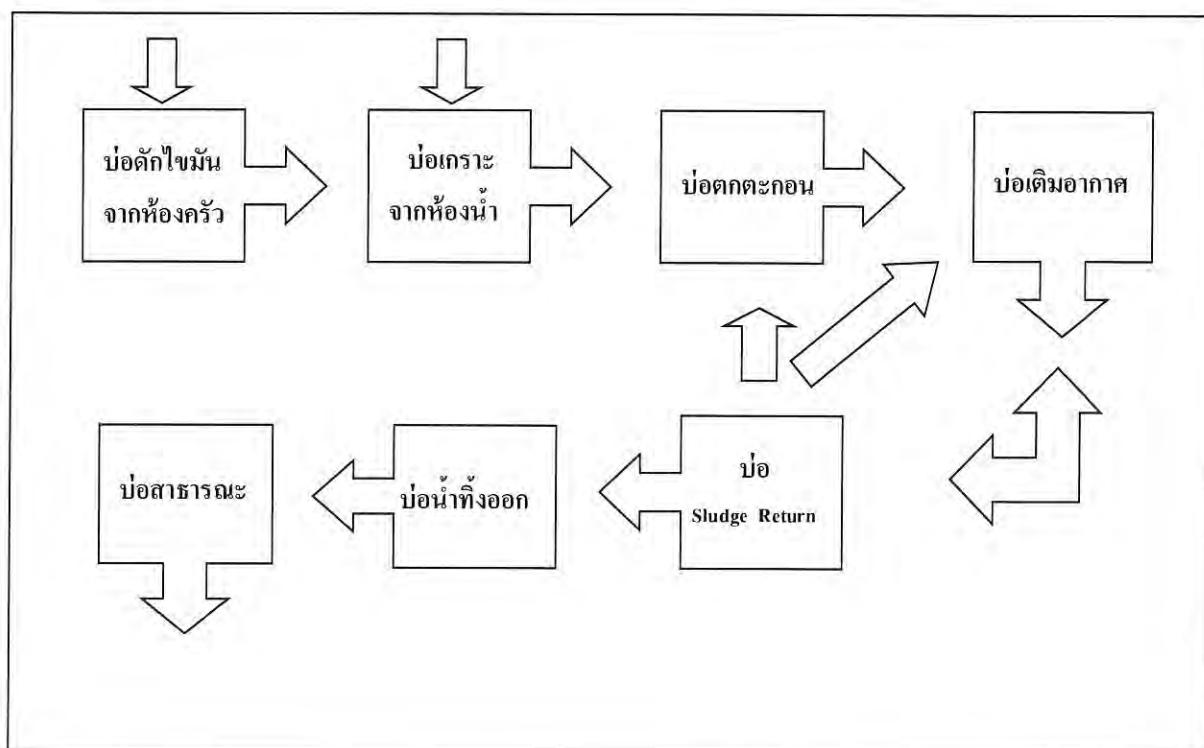 บ่อดักไขมัน
จากห้องครัว
บ่อเกราะ
จากห้องน้ำ
บ่อตกตะกอน
บ่อเติมอากาศ
บ่อสาธารณะ
บ่อน้ำทิ้งออก
บ่อ
Sludge Return